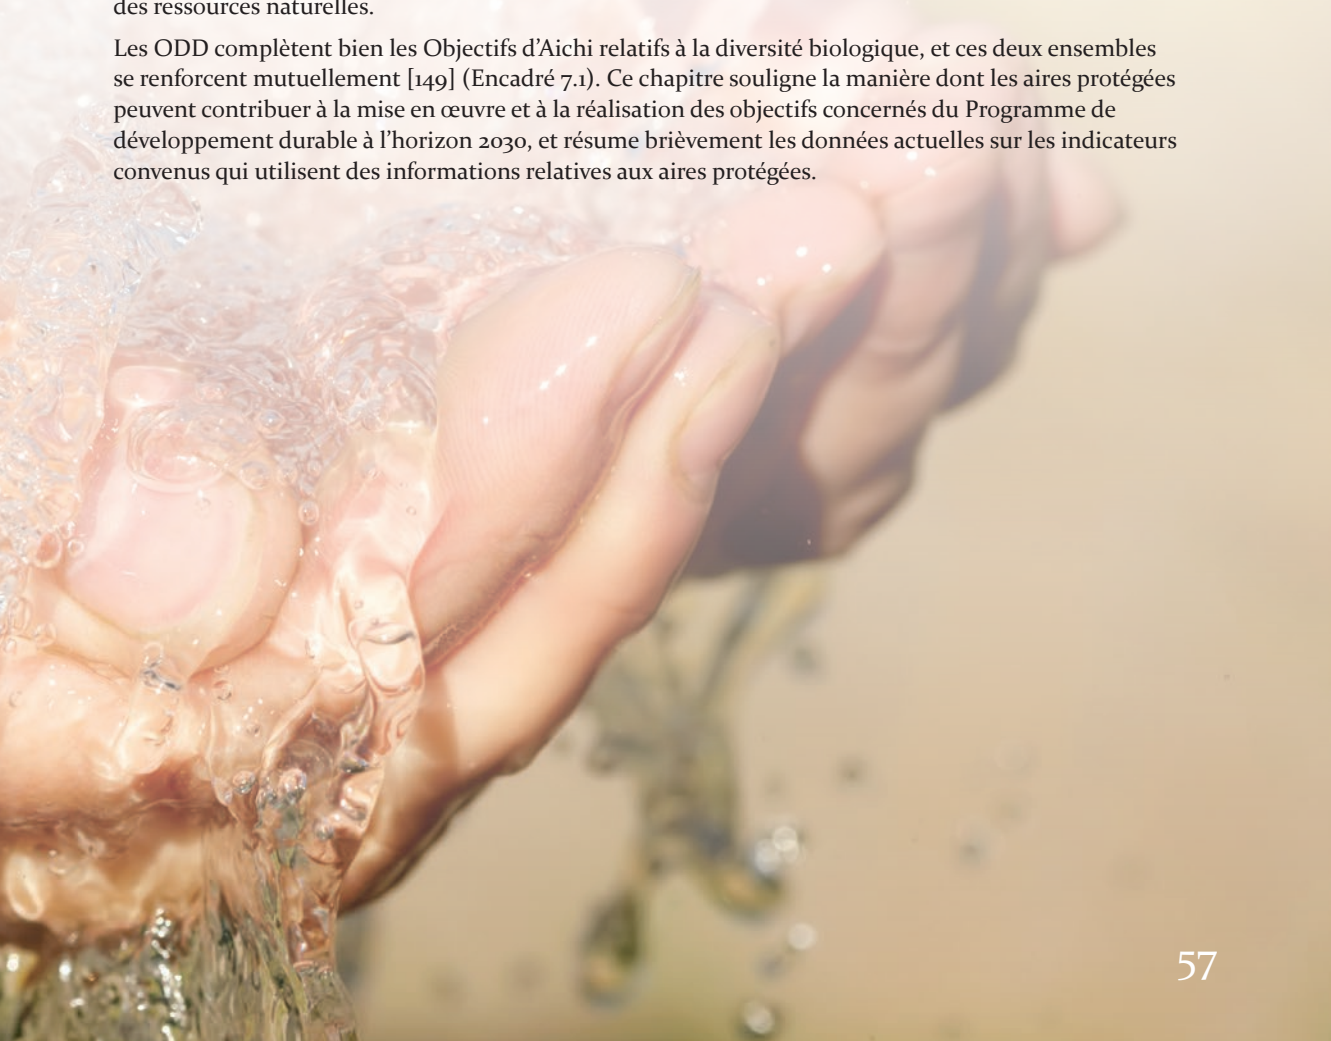 des ressources naturelles.
Les ODD complètent bien les Objectifs d’Aichi relatifs à la diversité biologique, et ces deux ensembles
se renforcent mutuellement [149] (Encadré 7.1). Ce chapitre souligne la manière dont les aires protégées
peuvent contribuer à la mise en œuvre et à la réalisation des objectifs concernés du Programme de
développement durable à l’horizon 2030, et résume brièvement les données actuelles sur les indicateurs
convenus qui utilisent des informations relatives aux aires protégées.
57